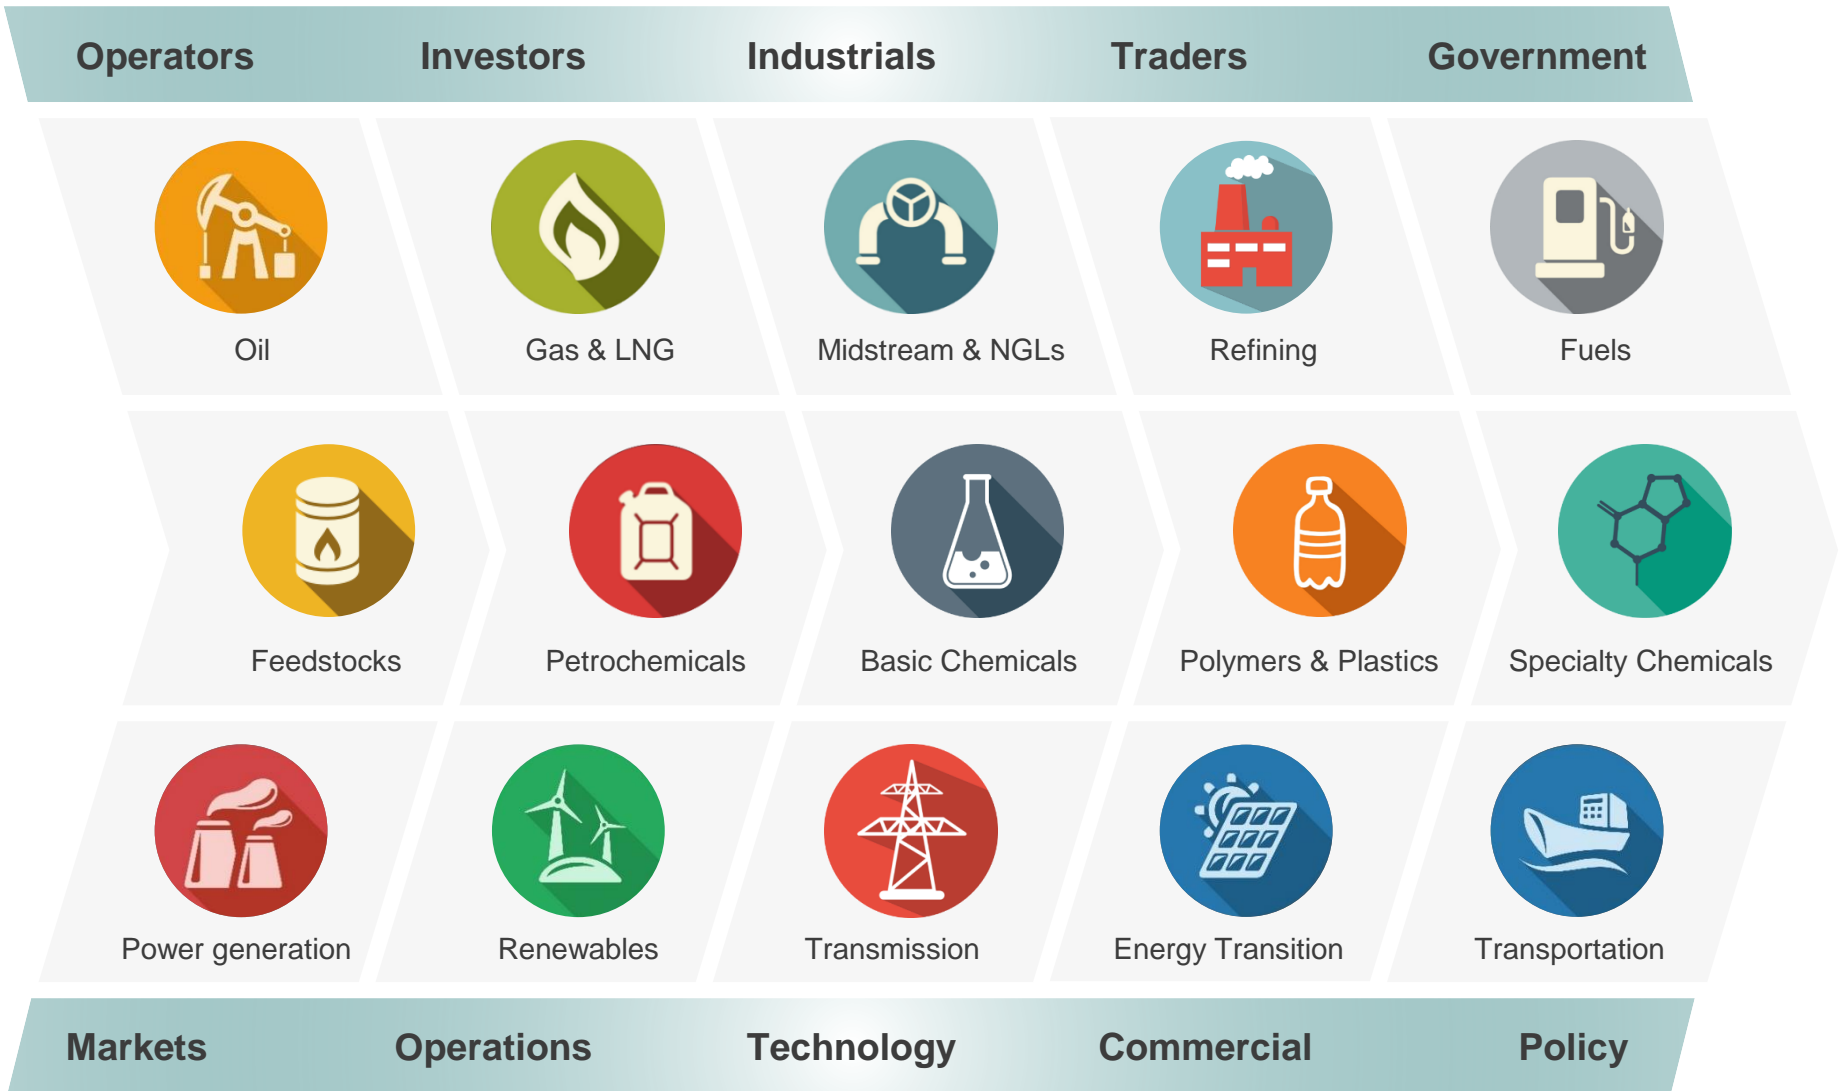 Operators
Investors
Industrials
Traders
Government
Oil
Gas & LNG
Midstream & NGLs
Refining
Fuels
Feedstocks
Petrochemicals
Basic Chemicals
Polymers & Plastics
Specialty Chemicals
Power generation
Renewables
Transmission
Energy Transition
Transportation
Markets
Operations
Technology
Commercial
Policy